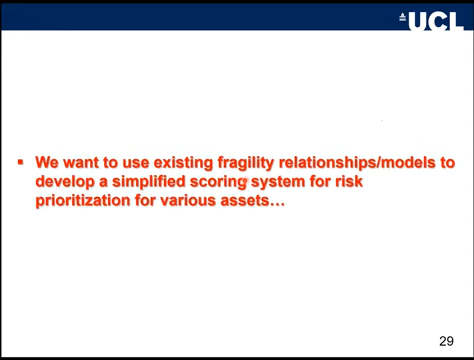 UCL
We want to use existing fragility relationships/models to
develop a simplified scoring system for risk
prioritization for various assets…
29